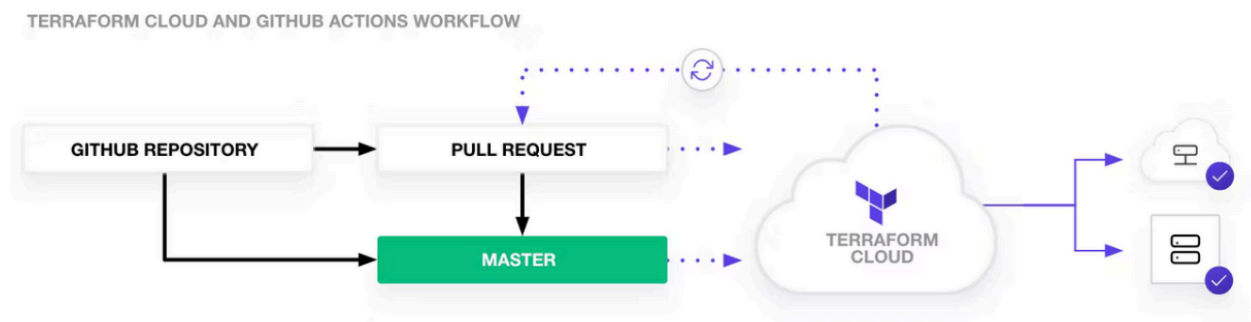 TERRAFORM CLOUD AND GITHUB ACTIONS WORKFLOW
GITHUB REPOSITORY
PULL REQUEST
MASTER
TERRAFORM
CLOUD